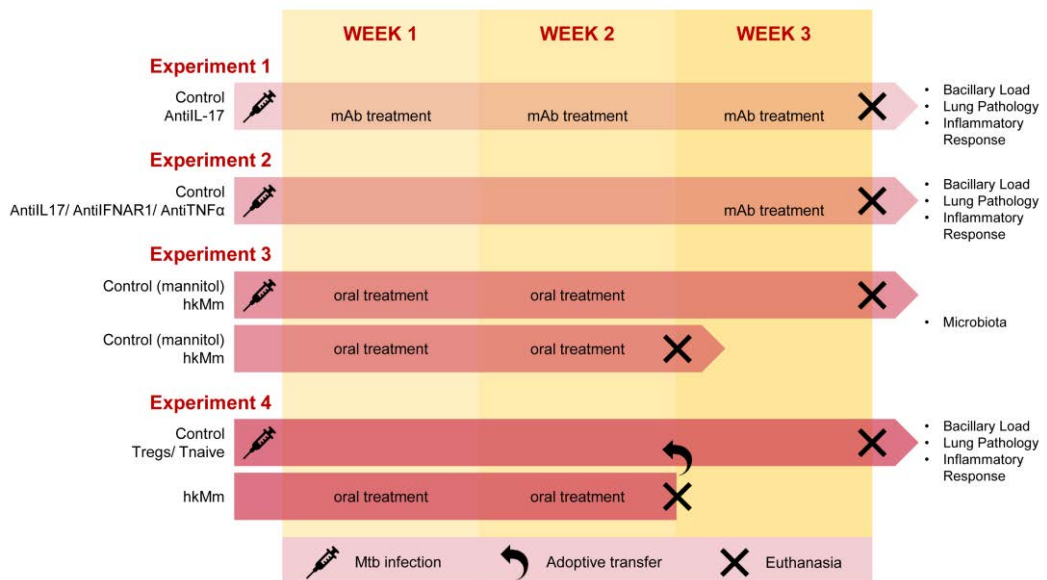 WEEK 1 WEEK 2 WEEK 3
Experiment 1
Control
AntiIL-17
mAb treatment mAb treatment mAb treatment
• Bacillary Load
• Lung Pathology
• Inflammatory
Response
Experiment 2
Control
AntiIL17/ AntiIFNAR1/ AntiTNFα
mAb treatment
• Bacillary Load
• Lung Pathology
• Inflammatory
Response
Experiment 3
Control (mannitol)
hkMm
oral treatment oral treatment
Control (mannitol)
hkMm
oral treatment oral treatment
• Microbiota
Experiment 4
Control
Tregs/ Tnaive
• Bacillary Load
• Lung Pathology
• Inflammatory
Response
hkMm oral treatment oral treatment
Mtb infection Adoptive transfer Euthanasia